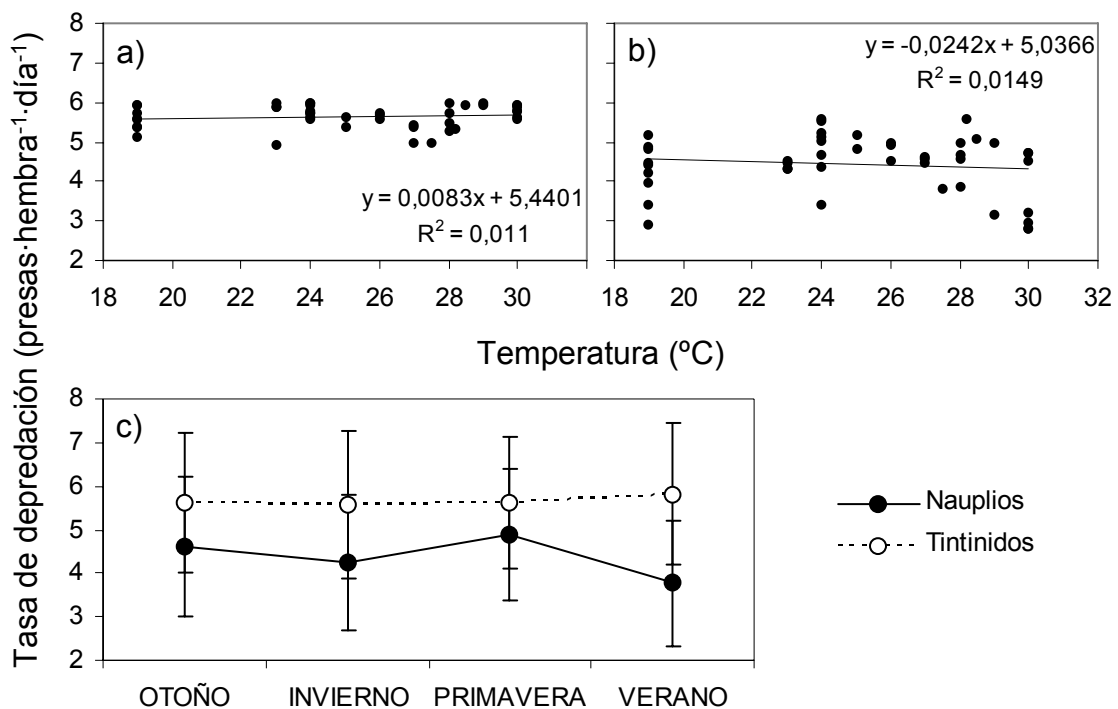 Tasa de depredación (presas·hembra⁻¹·día⁻¹)
8
7
6
5
4
3
2
a)
y = 0,0083x + 5,4401
R² = 0,011
18 20 22 24 26 28 30
b)
y = -0,0242x + 5,0366
R² = 0,0149
18 20 22 24 26 28 30 32
Temperatura (ºC)
8
7
6
5
4
3
2
c)
OTOÑO INVIERNO PRIMAVERA VERANO
Nauplios
Tintinidos